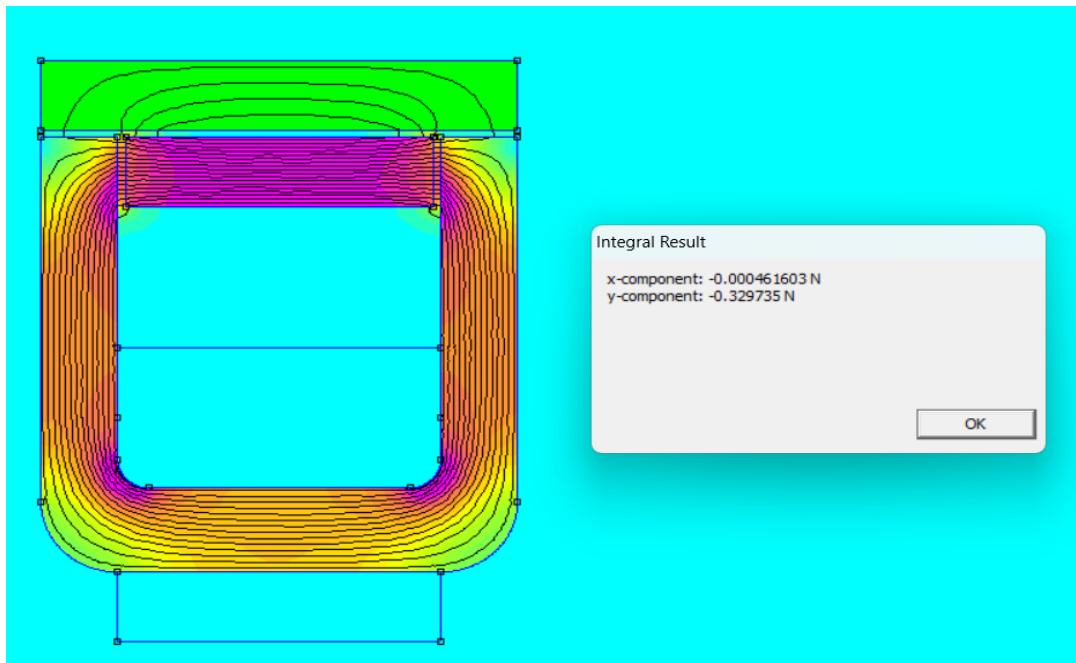 Integral Result
x-component: -0.000461603 N
y-component: -0.329735 N
OK